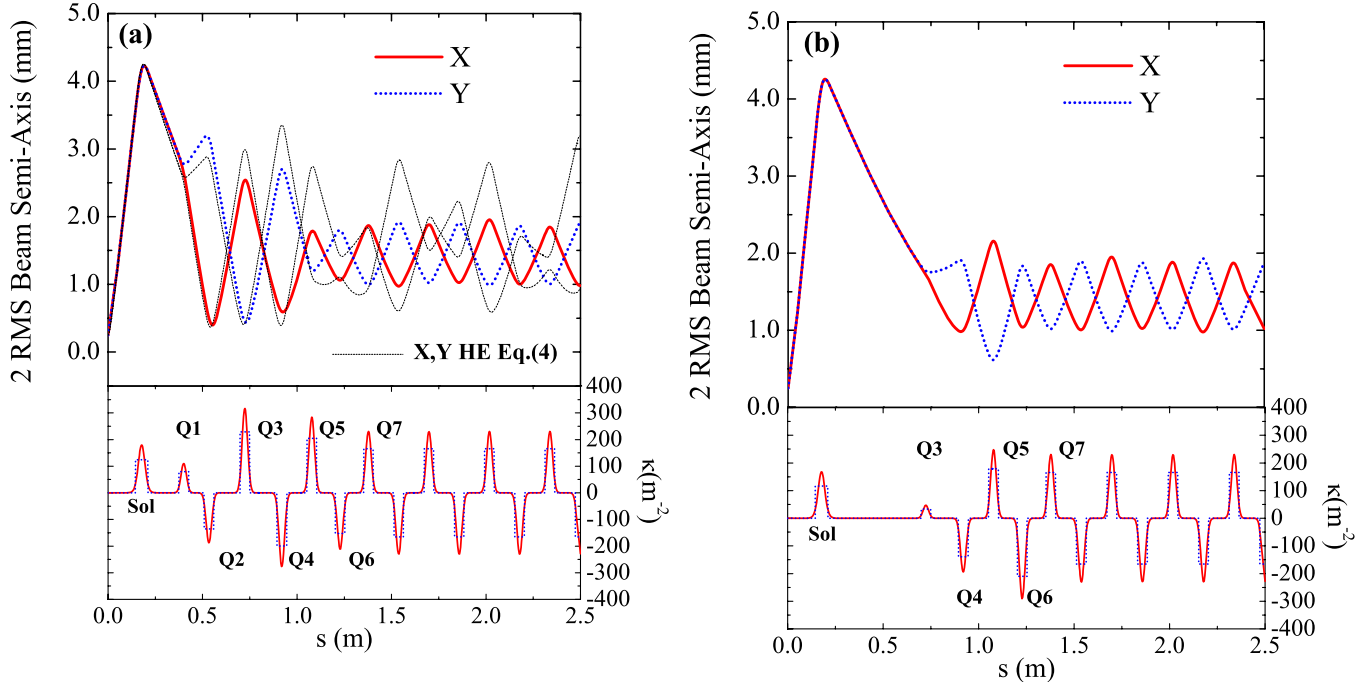 (a)
X
Y
X,Y HE Eq.(4)
2 RMS Beam Semi-Axis (mm)
5.0
4.0
3.0
2.0
1.0
0.0
400
300
200
100
0
-100
-200
-300
-400
κ(m⁻²)
Q1 Q3 Q5 Q7
Sol
Q2 Q4 Q6
0.0 0.5 1.0 1.5 2.0 2.5
s (m)
(b)
X
Y
2 RMS Beam Semi-Axis (mm)
5.0
4.0
3.0
2.0
1.0
0.0
400
200
100
0
-100
-200
-300
-400
κ(m⁻²)
Q3 Q5 Q7
Sol
Q4 Q6
0.0 0.5 1.0 1.5 2.0 2.5
s (m)